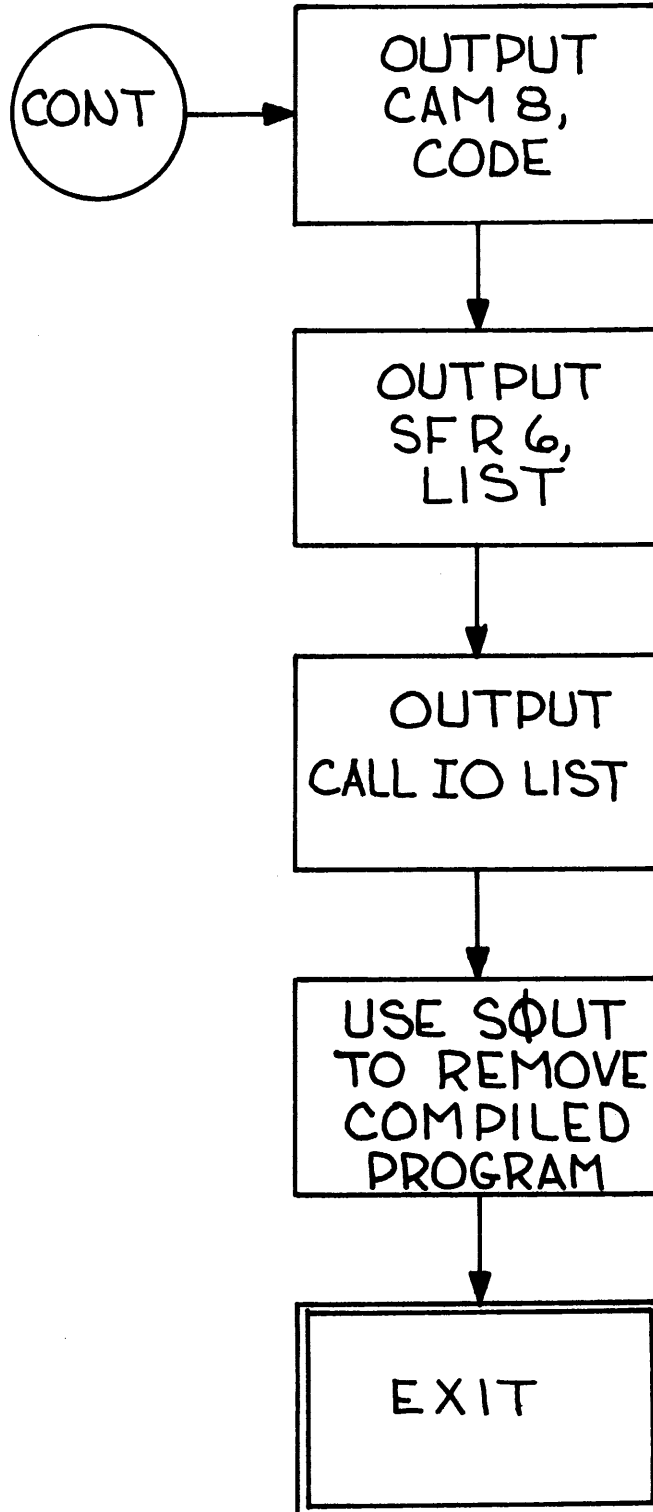 CONT
OUTPUT
CAM 8,
CODE
OUTPUT
SFR 6,
LIST
OUTPUT
CALL IO LIST
USE SØUT
TO REMOVE
COMPILED
PROGRAM
EXIT